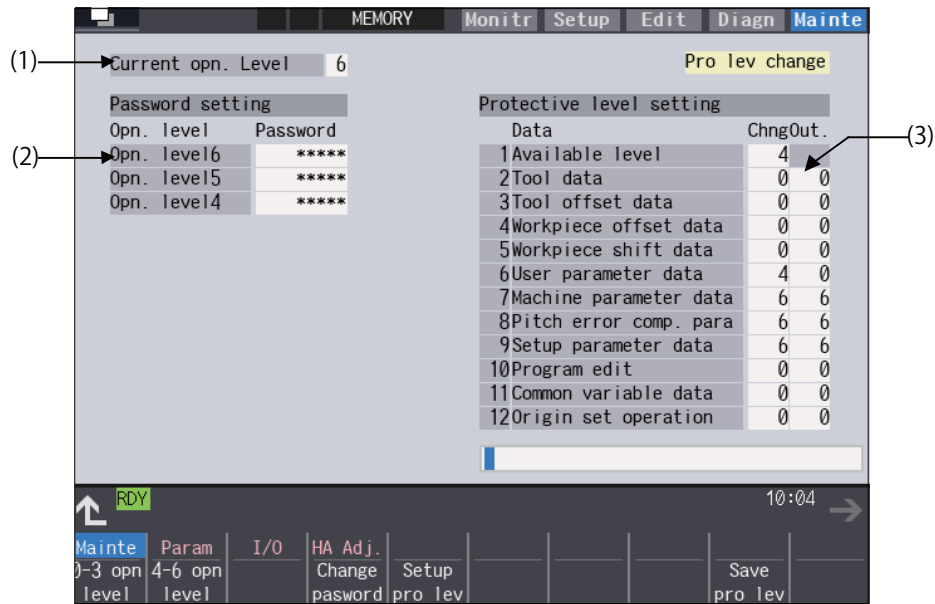 MEMORY Monitr Setup Edit Diagn Mainte
(1) Current opn. Level 6 Pro lev change
Password setting
Opn. level Password
(2) Opn. level6 *****
Opn. level5 *****
Opn. level4 *****
Protective level setting
Data Chng Out.
(3)
1 Available level 4
2 Tool data 0 0
3 Tool offset data 0 0
4 Workpiece offset data 0 0
5 Workpiece shift data 0 0
6 User parameter data 4 0
7 Machine parameter data 6 6
8 Pitch error comp. para 6 6
9 Setup parameter data 6 6
10 Program edit 0 0
11 Common variable data 0 0
12 Origin set operation 0 0
RDY 10:04
Mainte Param I/O HA Adj.
0-3 opn level
4-6 opn level
Change pasword
Setup pro lev
Save pro lev